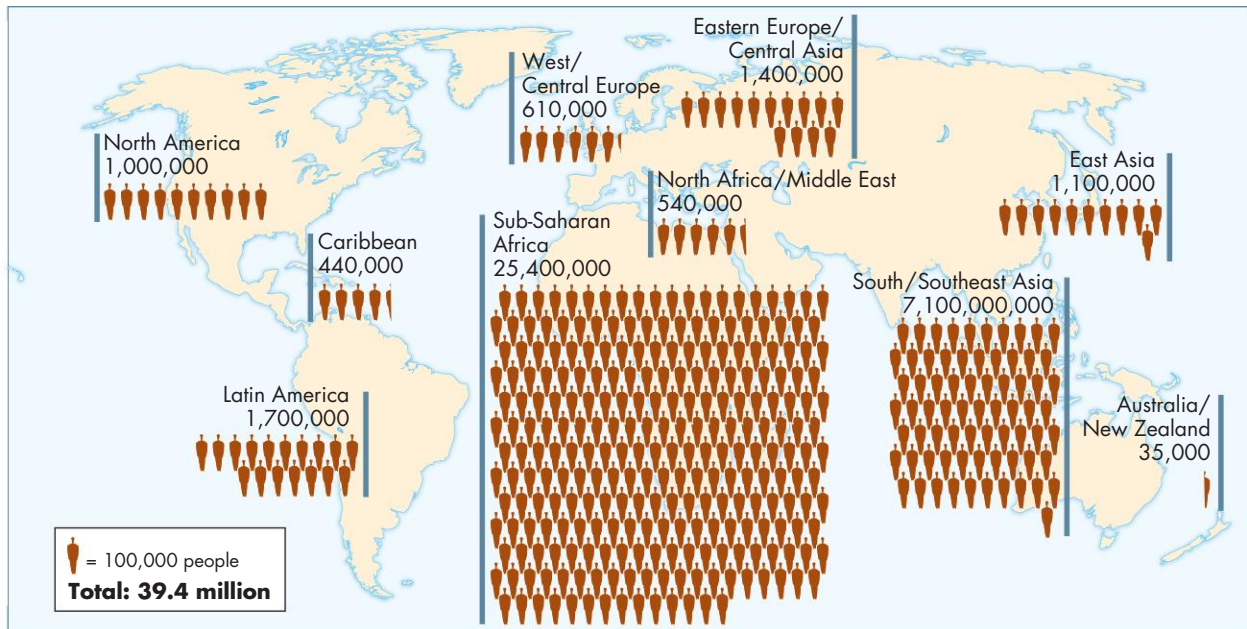 Eastern Europe/
Central Asia
1,400,000
West/
Central Europe
610,000
North America
1,000,000
East Asia
1,100,000
North Africa/Middle East
540,000
Sub-Saharan
Africa
25,400,000
Caribbean
440,000
South/Southeast Asia
7,100,000,000
Latin America
1,700,000
Australia/
New Zealand
35,000
= 100,000 people
Total: 39.4 million